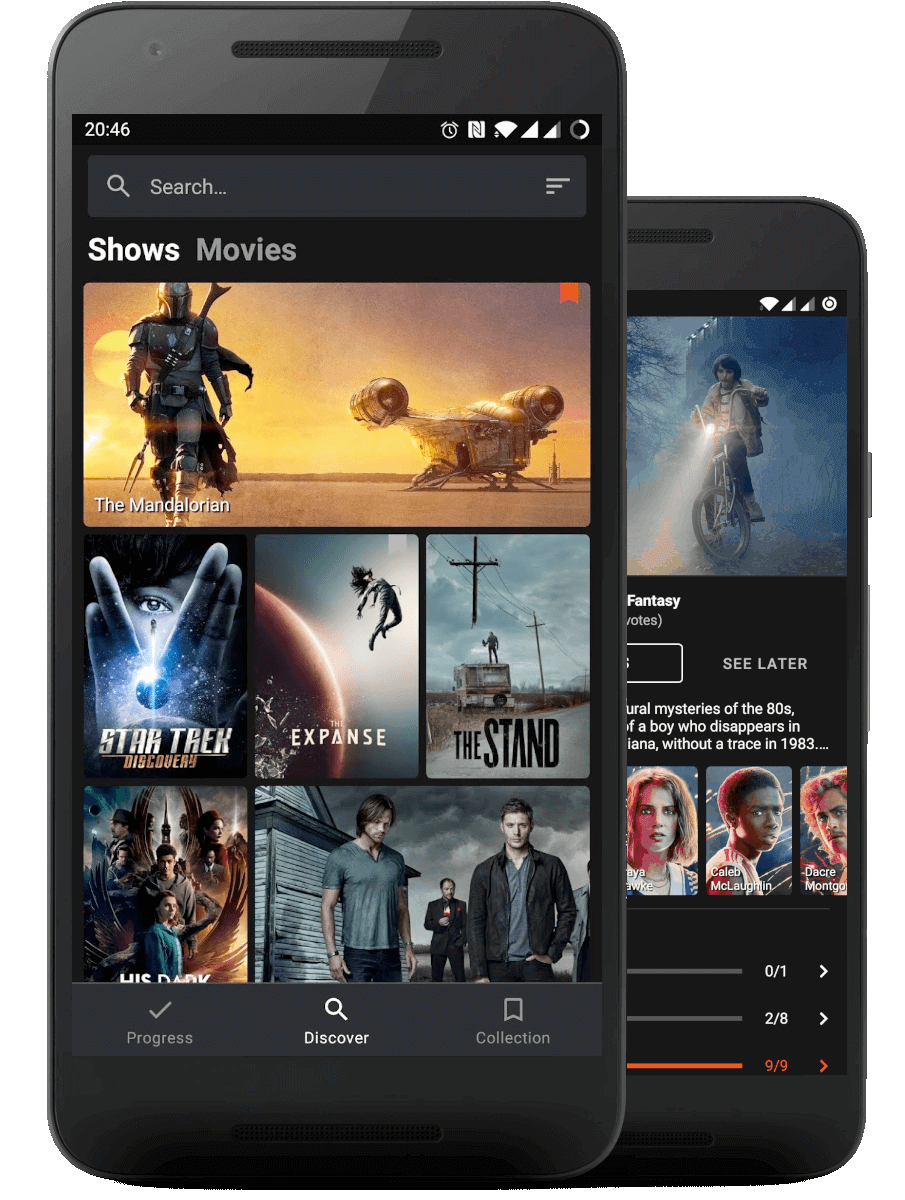 20:46
Search...
Shows Movies
The Mandalorian
STAR TREK
DISCOVERY
THE
EXPANSE
THE STAND
HIS DARK
Progress
Discover
Collection
Fantasy
votes)
SEE LATER
ural mysteries of the 80s,
of a boy who disappears in
diana, without a trace in 1983....
aya
awke
Caleb
McLaughlin
Dacre
Montgo
0/1
2/8
9/9